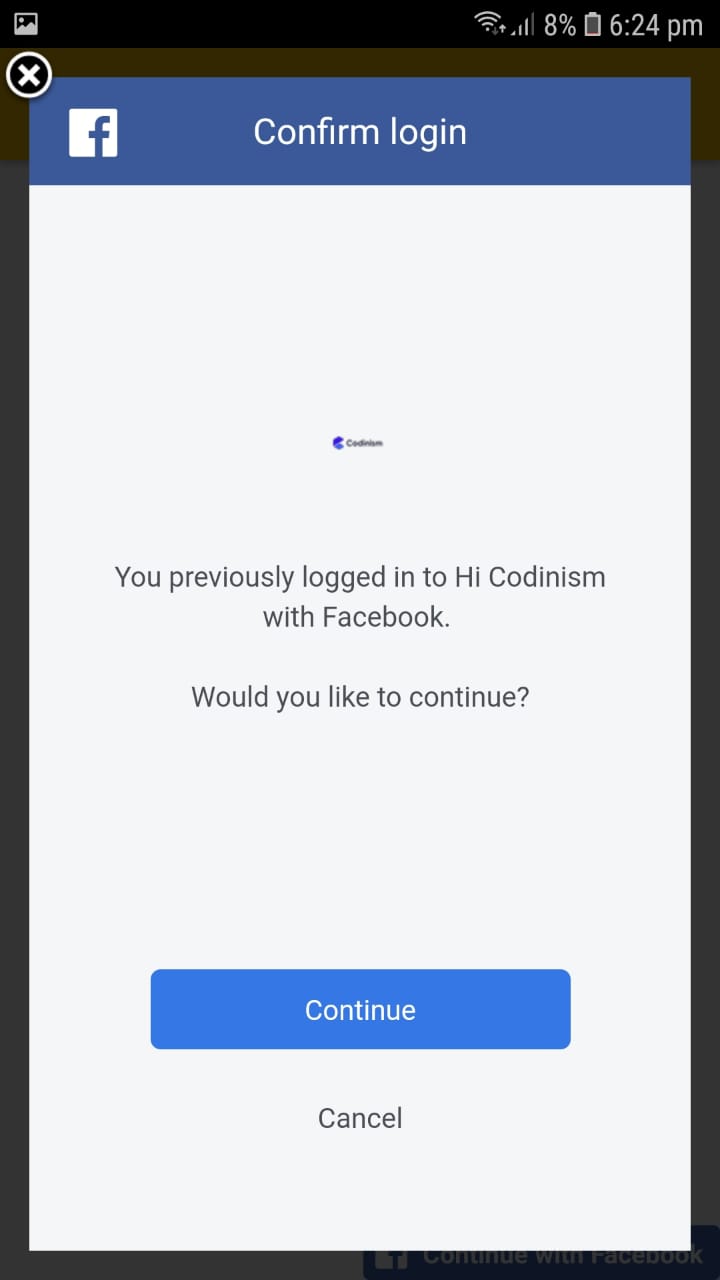 8% 6:24 pm
Confirm login
Codinism
You previously logged in to Hi Codinism
with Facebook.
Would you like to continue?
Continue
Cancel
Continue with Facebook